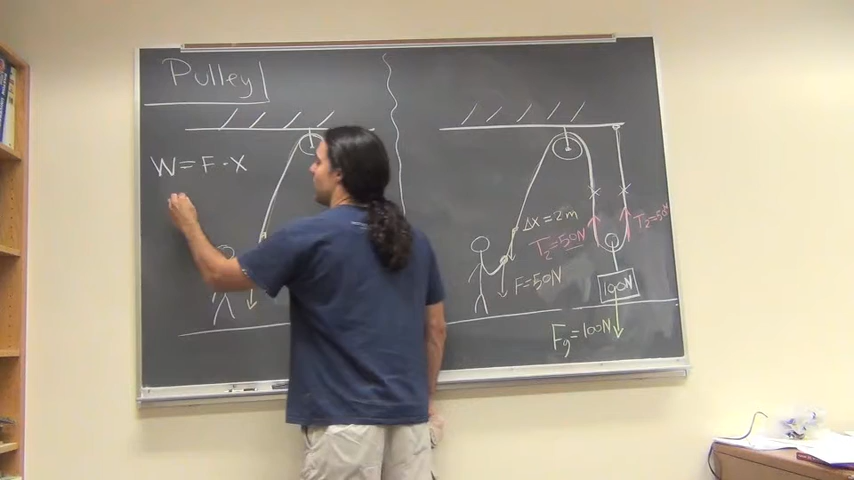 Pulley
W = F · X
Δx = 2m
T₂ = 50N
T₂ = 50N
F = 50N
100N
Fg = 100N